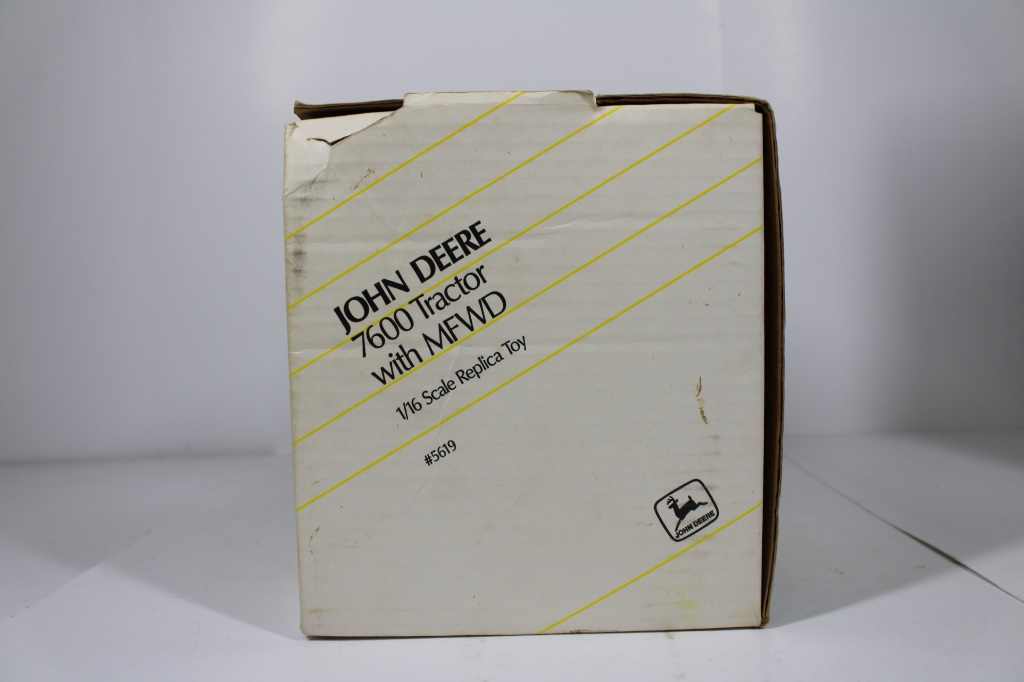 JOHN DEERE
7600 Tractor
with MFWD
1/16 Scale Replica Toy
#5619
JOHN DEERE